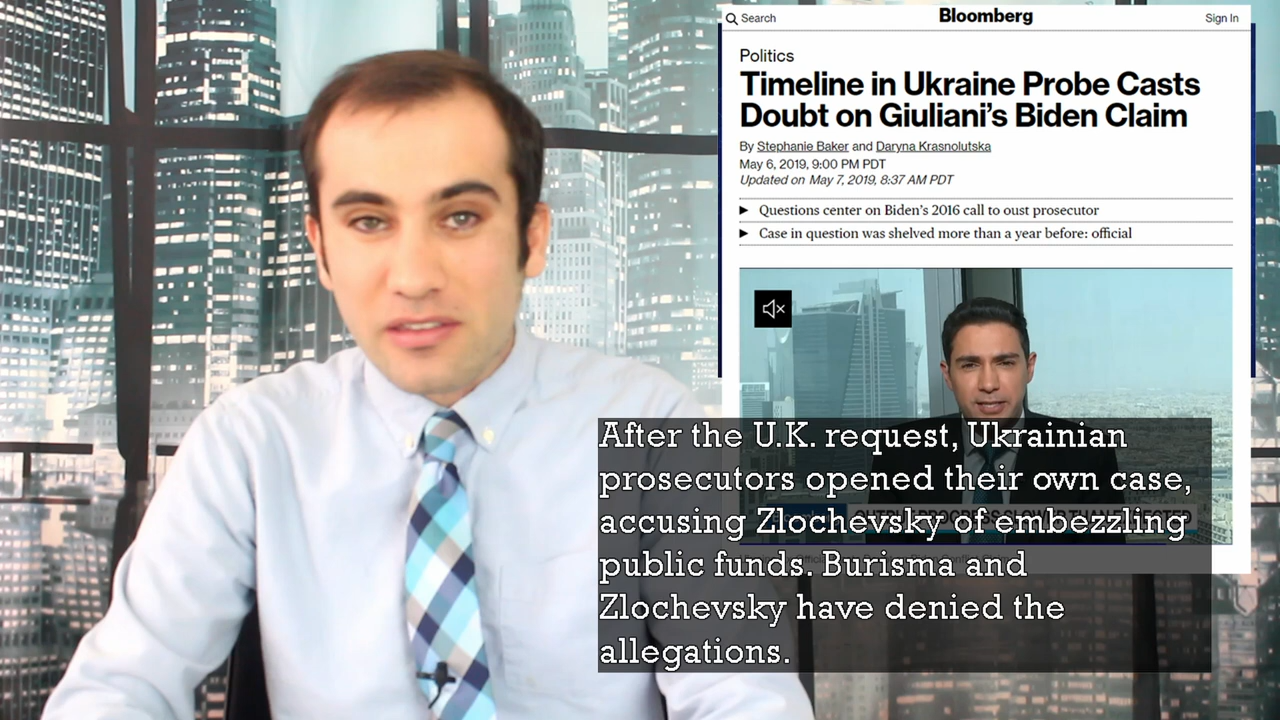 Search
Bloomberg
Sign In
Politics
Timeline in Ukraine Probe Casts
Doubt on Giuliani's Biden Claim
By Stephanie Baker and Daryna Krasnolutska
May 6, 2019, 9:00 PM PDT
Updated on May 7, 2019, 8:37 AM PDT
Questions center on Biden's 2016 call to oust prosecutor
Case in question was shelved more than a year before: official
After the U.K. request, Ukrainian
prosecutors opened their own case,
accusing Zlochevsky of embezzling
public funds. Burisma and
Zlochevsky have denied the
allegations.